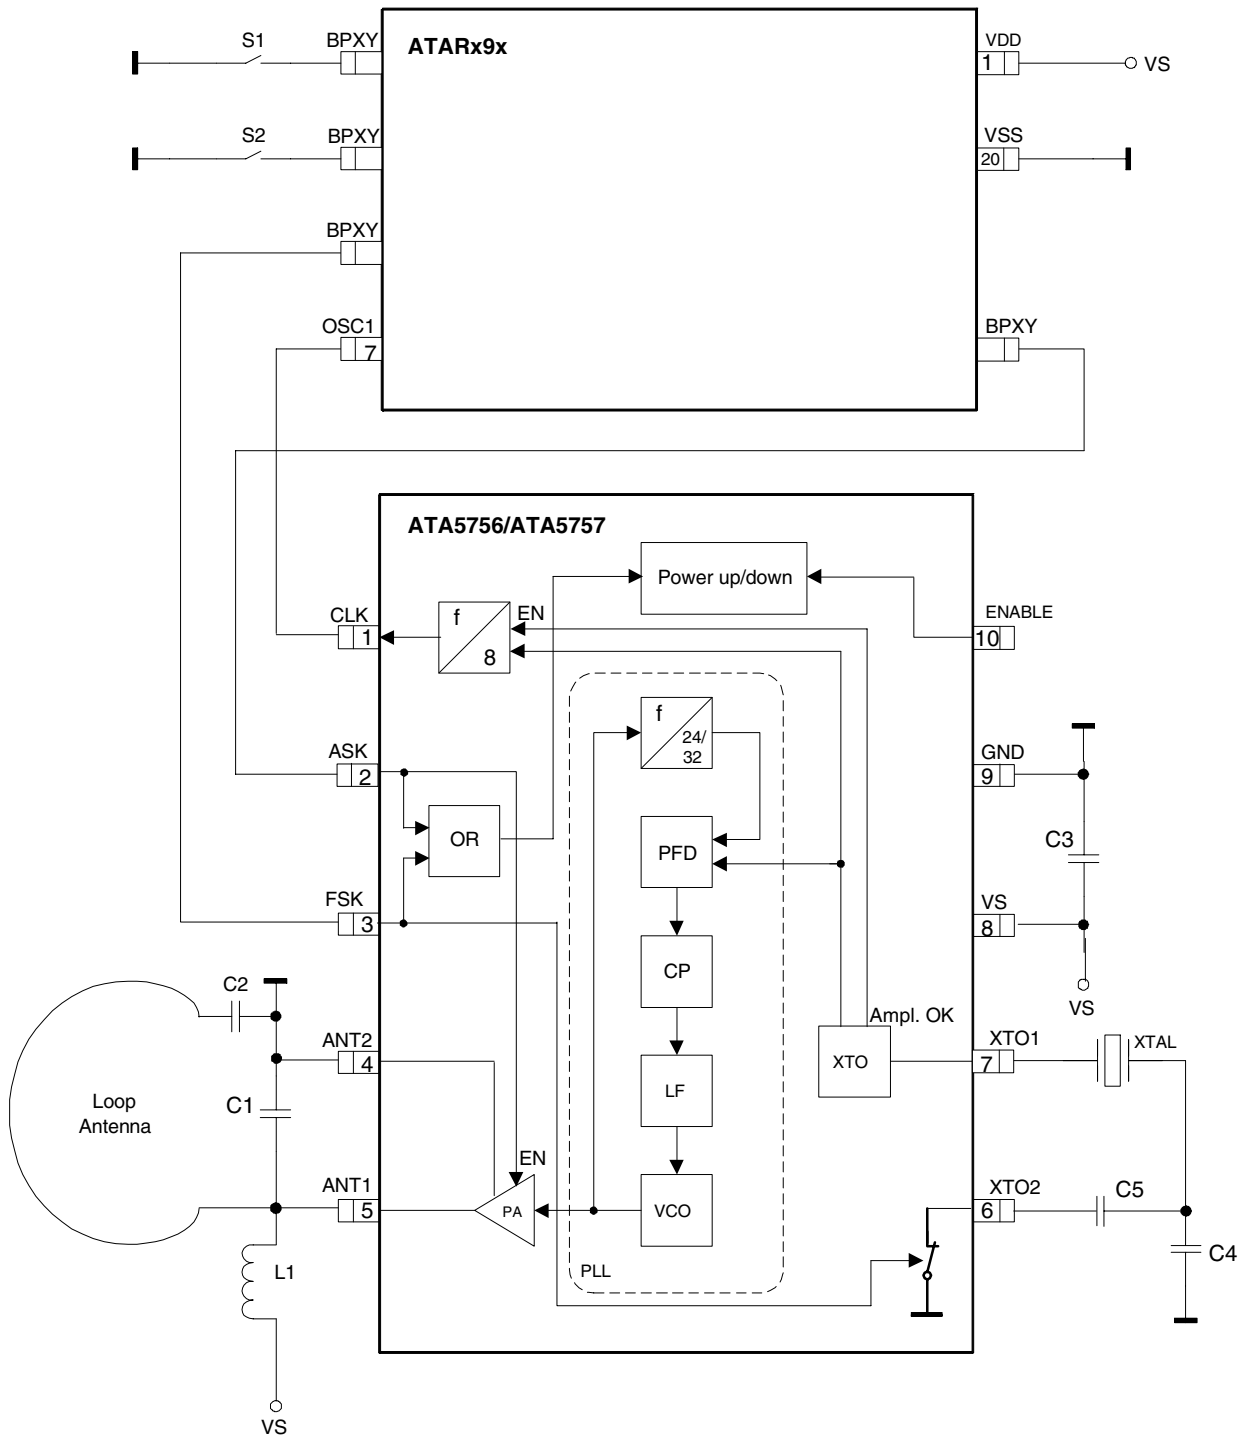 S1
BPXY
ATARx9x
VDD
1
VS
S2
BPXY
VSS
20
BPXY
OSC1
7
BPXY
ATA5756/ATA5757
Power up/down
CLK
1
f
8
EN
ENABLE
10
f
24/
32
ASK
2
GND
9
OR
PFD
C3
FSK
3
VS
8
CP
C2
VS
Ampl. OK
ANT2
4
XTO
XTO1
7
XTAL
LF
Loop
Antenna
C1
EN
ANT1
5
PA
VCO
XTO2
6
C5
C4
L1
PLL
VS